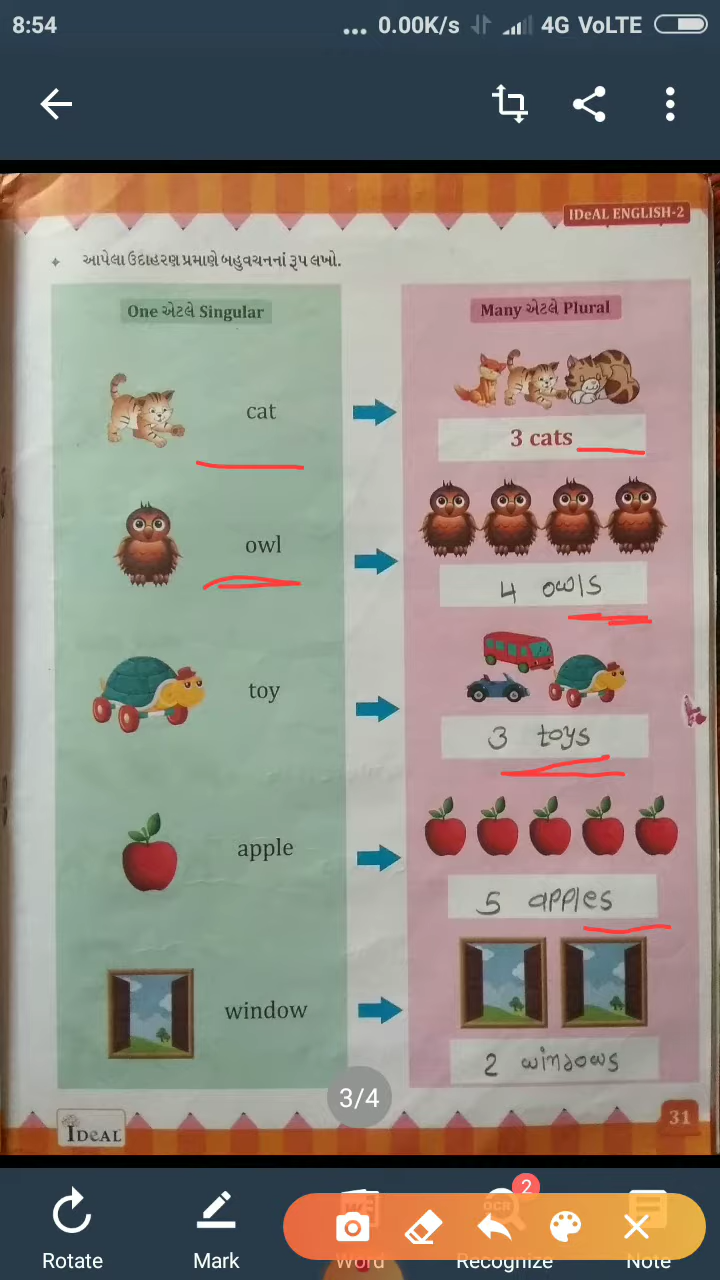 8:54
... 0.00K/s 4G VoLTE
IDeAL ENGLISH-2
આપેલા ઉદાહરણ પ્રમાણે બહુવચનનાં રૂપ લખો.
One એટલે Singular
Many એટલે Plural
cat
3 cats
owl
4 owls
toy
3 toys
apple
5 apples
window
2 windows
3/4
IDeAL
31
Rotate
Mark
Word
2
OCR
Recognize
Note